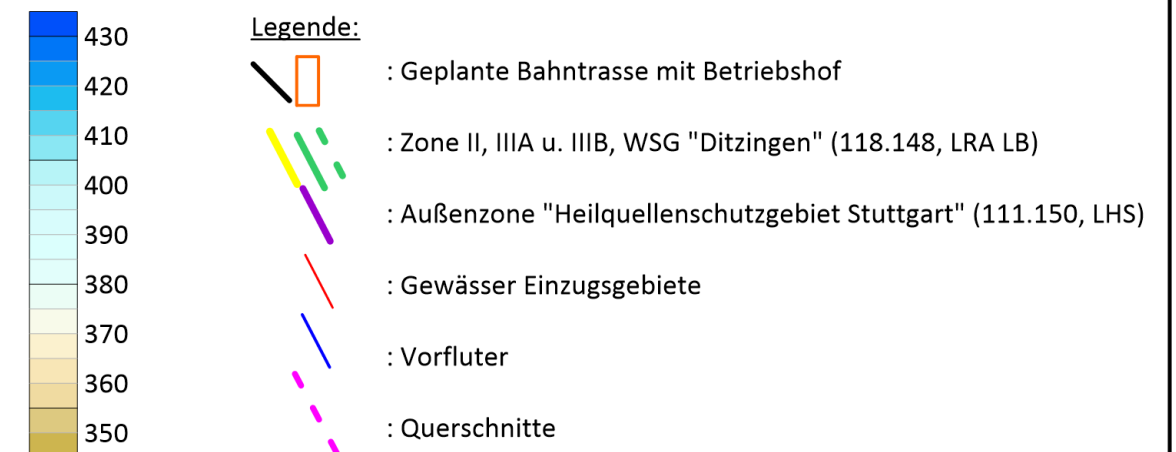 430
420
410
400
390
380
370
360
350
Legende:
: Geplante Bahntrasse mit Betriebshof
: Zone II, IIIA u. IIIB, WSG "Ditzingen" (118.148, LRA LB)
: Außenzone "Heilquellenschutzgebiet Stuttgart" (111.150, LHS)
: Gewässer Einzugsgebiete
: Vorfluter
: Querschnitte